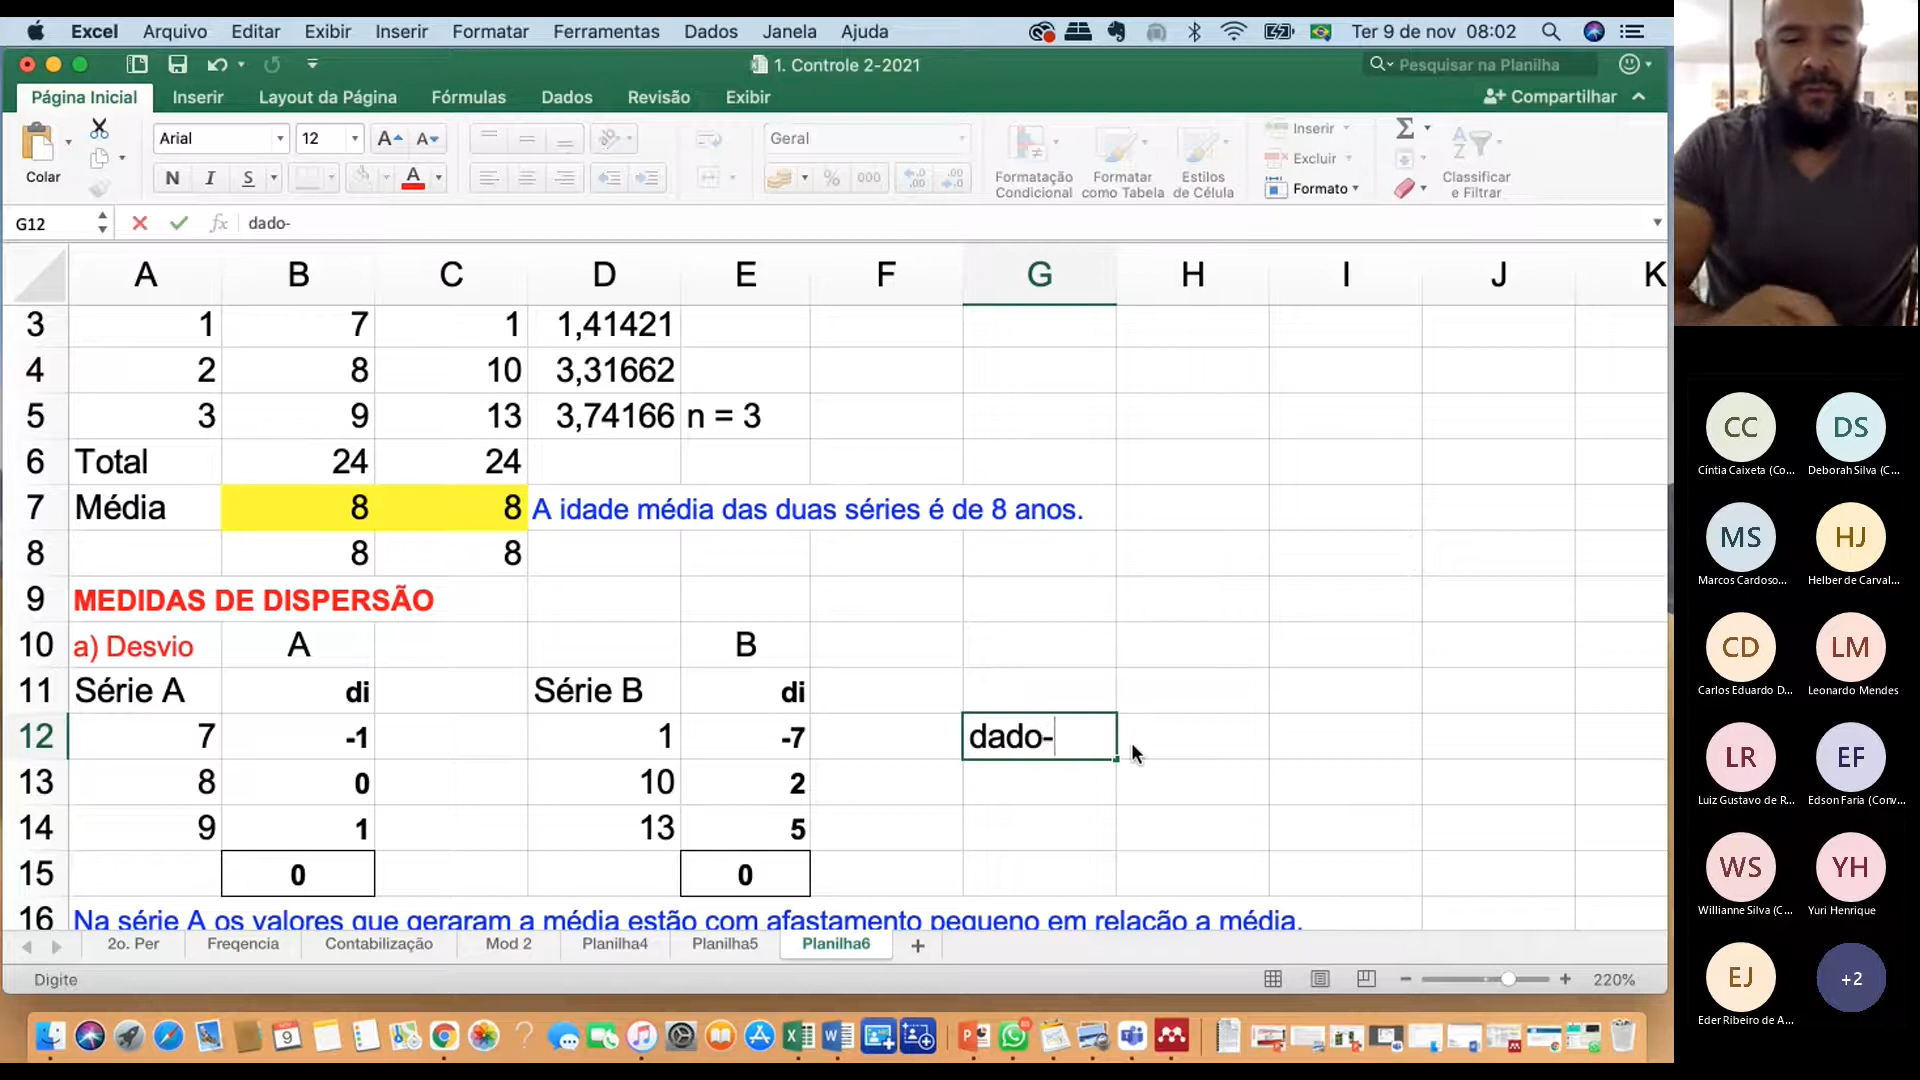 Excel Arquivo Editar Exibir Inserir Formatar Ferramentas Dados Janela Ajuda Ter 9 de nov 08:02
1. Controle 2-2021 Pesquisar na Planilha
Página Inicial Inserir Layout da Página Fórmulas Dados Revisão Exibir Compartilhar
Colar Arial 12 A A Geral Inserir
Excluir
N I S A % 000 Formatação Condicional Formatar como Tabela Estilos de Célula Formato Classificar e Filtrar
G12 fx dado-
A B C D E F G H I J K
3 1 7 1 1,41421
4 2 8 10 3,31662
5 3 9 13 3,74166 n = 3
6 Total 24 24
7 Média 8 8 A idade média das duas séries é de 8 anos.
8 8 8
9 MEDIDAS DE DISPERSÃO
10 a) Desvio A B
11 Série A di Série B di
12 7 -1 1 -7 dado-
13 8 0 10 2
14 9 1 13 5
15 0 0
16 Na série A os valores que geraram a média estão com afastamento pequeno em relação a média.
2o. Per Freqencia Contabilização Mod 2 Planilha4 Planilha5 Planilha6 +
Digite 220%
CC DS
Cíntia Caixeta (Co... Deborah Silva (C...
MS HJ
Marcos Cardoso... Helber de Carval...
CD LM
Carlos Eduardo D... Leonardo Mendes
LR EF
Luiz Gustavo de R... Edson Faria (Conv...
WS YH
Willianne Silva (C... Yuri Henrique
EJ +2
Eder Ribeiro de A...